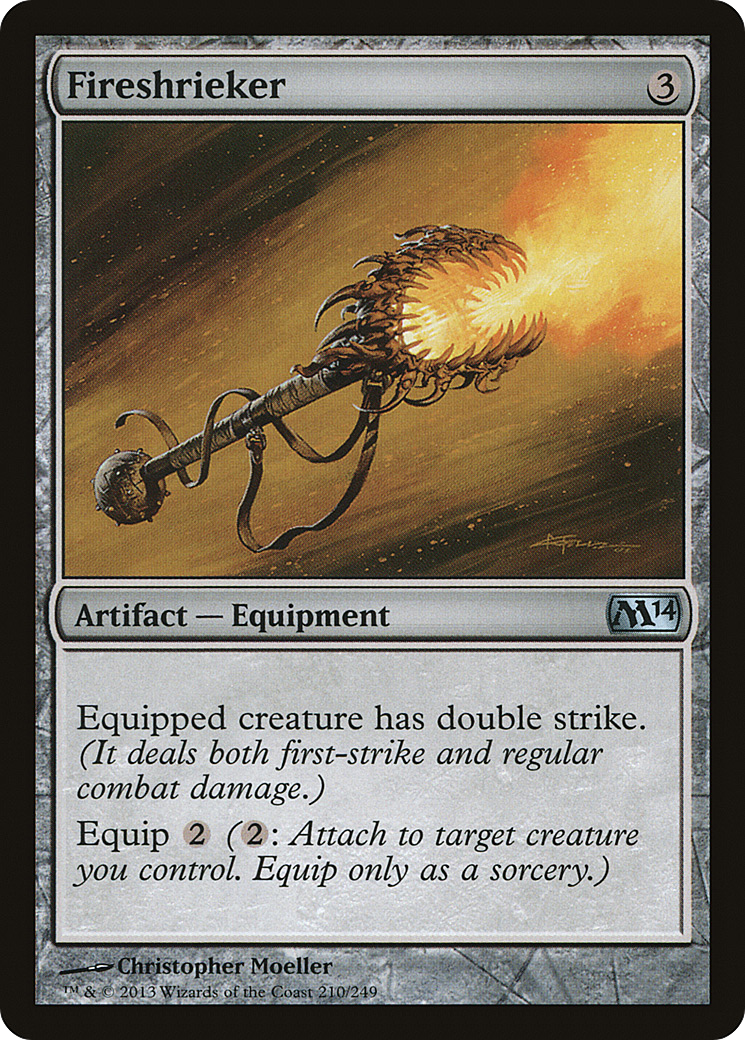 Fireshrieker 3
Artifact — Equipment M14
Equipped creature has double strike.
(It deals both first-strike and regular
combat damage.)
Equip 2 (2: Attach to target creature
you control. Equip only as a sorcery.)
Christopher Moeller
™ & © 2013 Wizards of the Coast 210/249